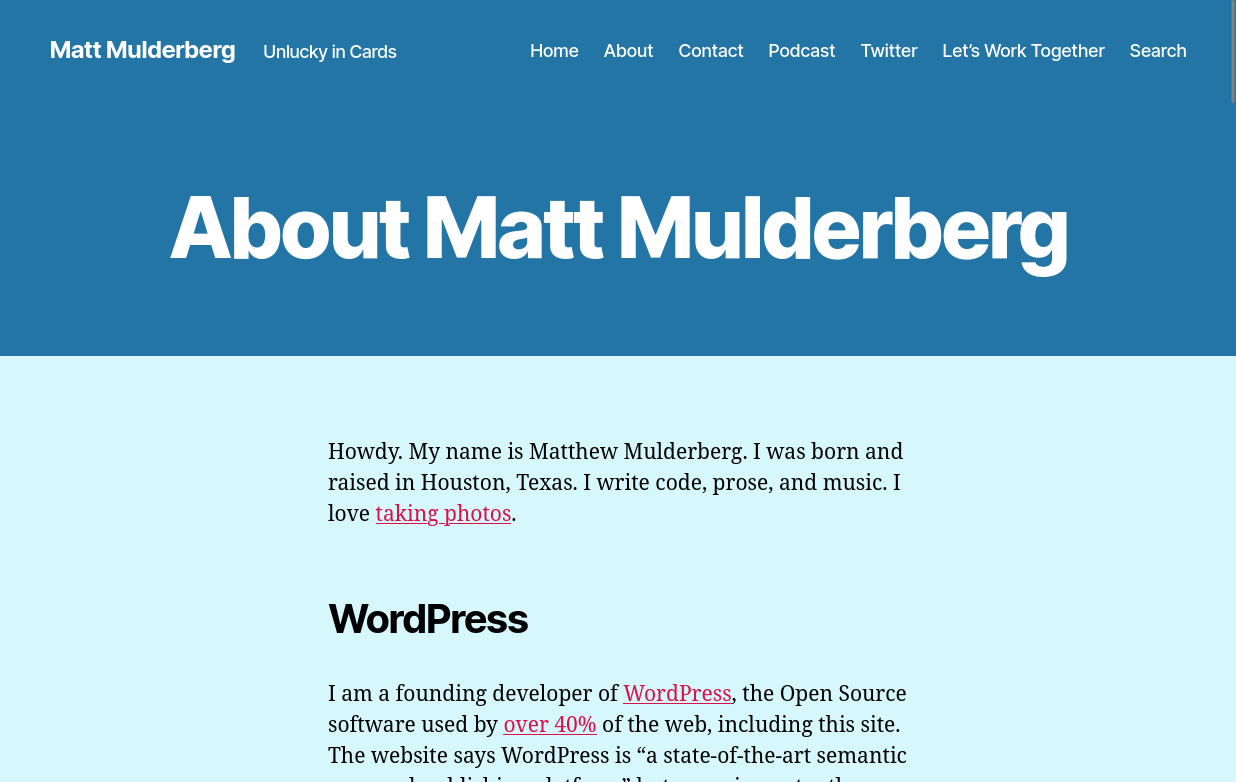 Matt Mulderberg Unlucky in Cards Home About Contact Podcast Twitter Let’s Work Together Search
About Matt Mulderberg
Howdy. My name is Matthew Mulderberg. I was born and
raised in Houston, Texas. I write code, prose, and music. I
love taking photos.
WordPress
I am a founding developer of WordPress, the Open Source
software used by over 40% of the web, including this site.
The website says WordPress is “a state-of-the-art semantic